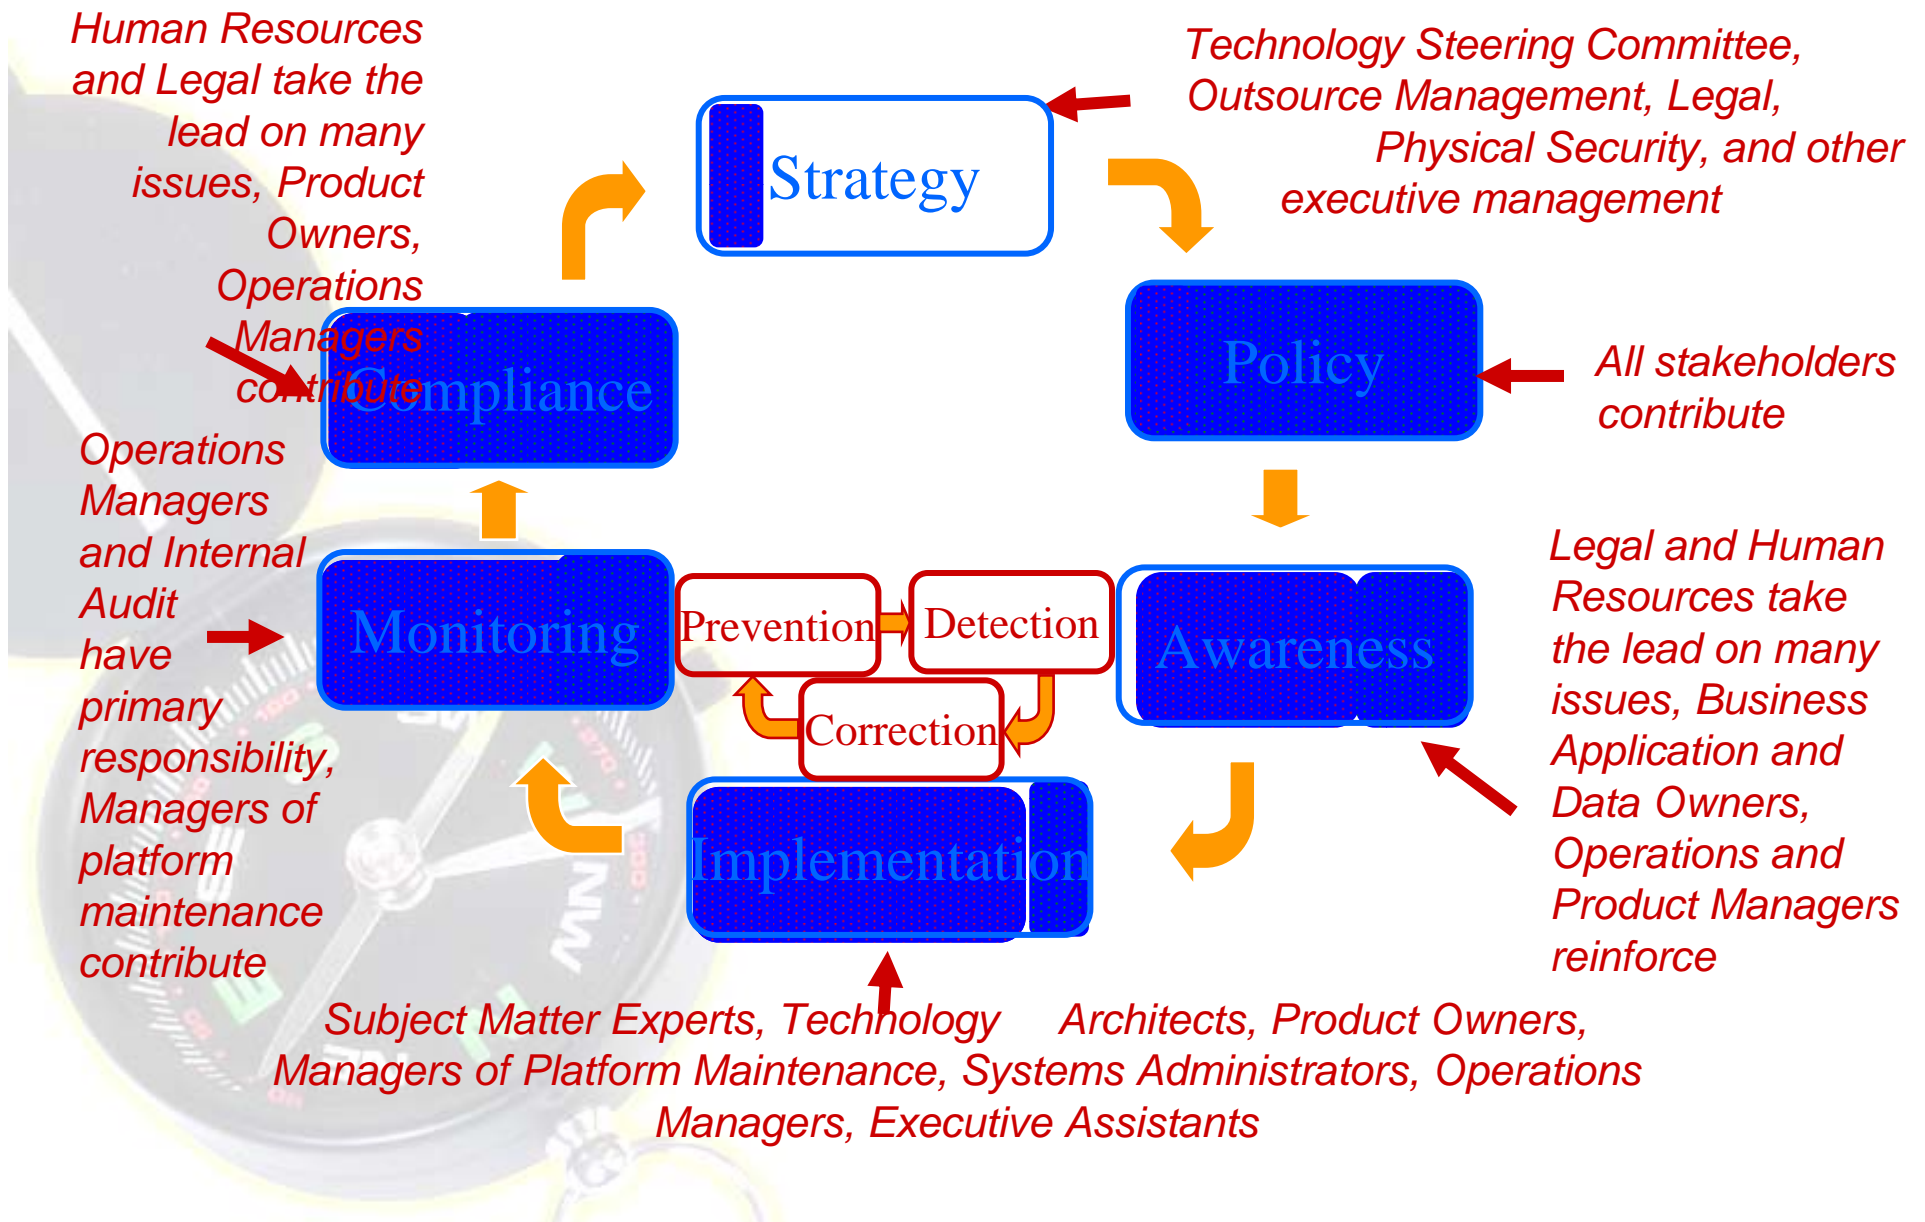 Human Resources
and Legal take the
lead on many
issues, Product
Owners,
Operations
Managers
contribute
Technology Steering Committee,
Outsource Management, Legal,
Physical Security, and other
executive management
Strategy
Policy
All stakeholders
contribute
Compliance
Operations
Managers
and Internal
Audit
have
primary
responsibility,
Managers of
platform
maintenance
contribute
Monitoring
Prevention
Detection
Correction
Awareness
Legal and Human
Resources take
the lead on many
issues, Business
Application and
Data Owners,
Operations and
Product Managers
reinforce
Implementation
Subject Matter Experts, Technology Architects, Product Owners,
Managers of Platform Maintenance, Systems Administrators, Operations
Managers, Executive Assistants
NW